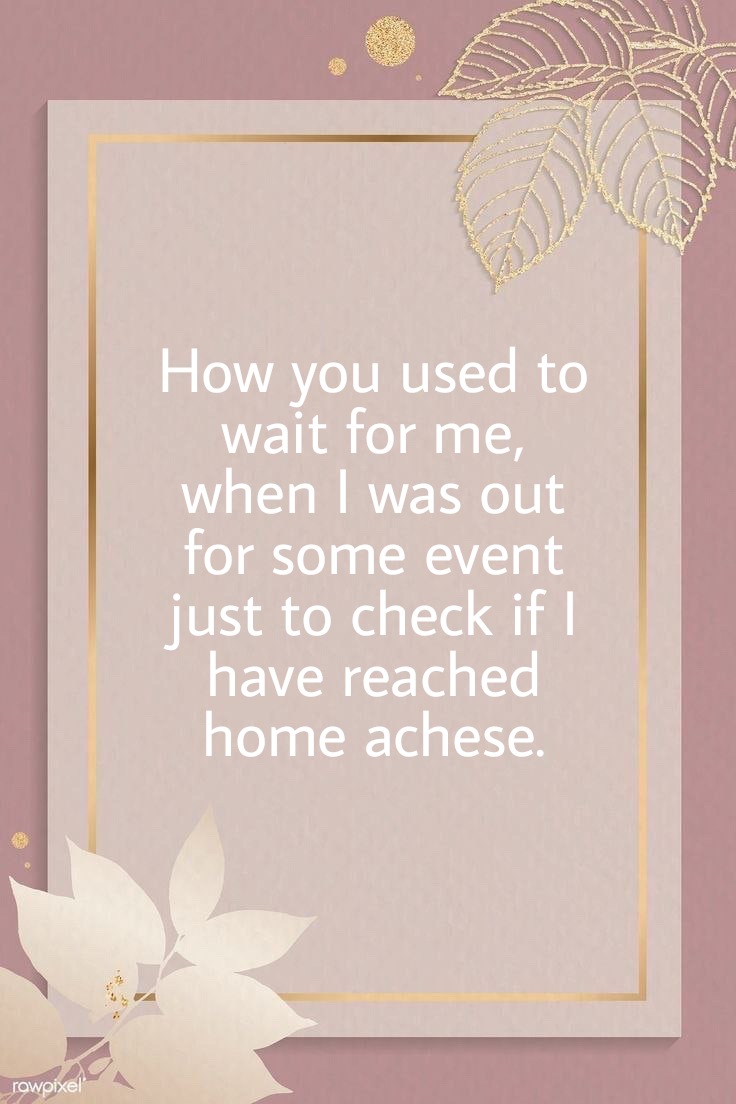 How you used to
wait for me,
when I was out
for some event
just to check if I
have reached
home achese.
rawpixel